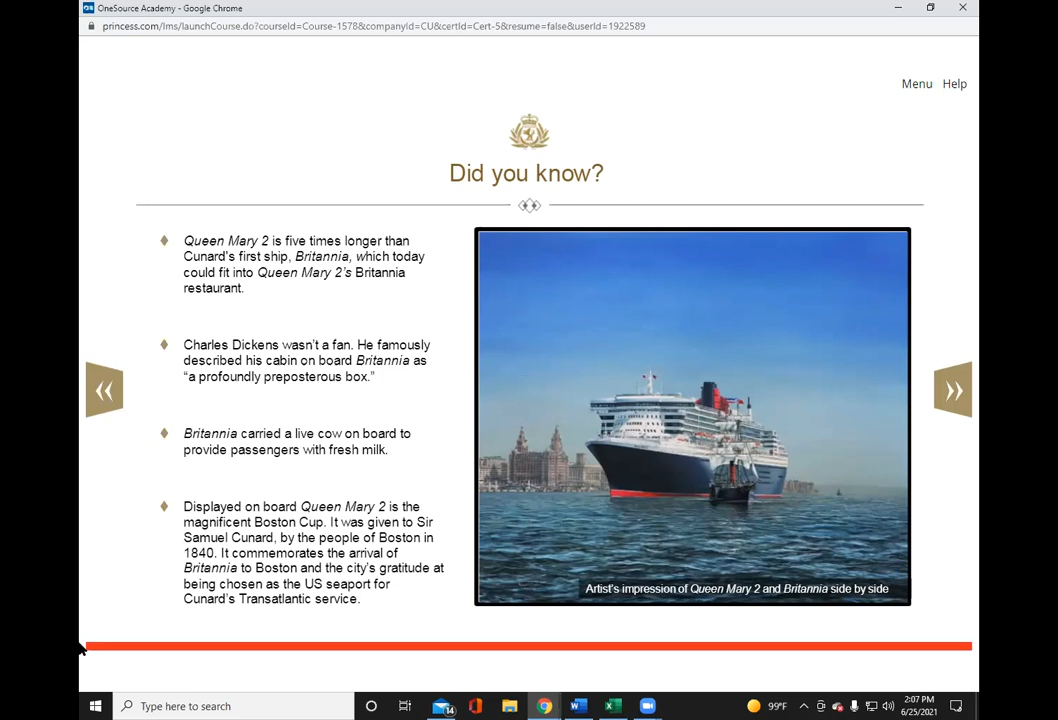 OneSource Academy - Google Chrome
princess.com/lms/launchCourse.do?courseId=Course-1578&companyId=CU&certId=Cert-5&resume=false&userId=1922589
Menu Help
Did you know?
Queen Mary 2 is five times longer than
Cunard's first ship, Britannia, which today
could fit into Queen Mary 2's Britannia
restaurant.
Charles Dickens wasn't a fan. He famously
described his cabin on board Britannia as
“a profoundly preposterous box.”
Britannia carried a live cow on board to
provide passengers with fresh milk.
Displayed on board Queen Mary 2 is the
magnificent Boston Cup. It was given to Sir
Samuel Cunard, by the people of Boston in
1840. It commemorates the arrival of
Britannia to Boston and the city's gratitude at
being chosen as the US seaport for
Cunard's Transatlantic service.
Artist's impression of Queen Mary 2 and Britannia side by side
Type here to search
14
99°F
2:07 PM
6/25/2021